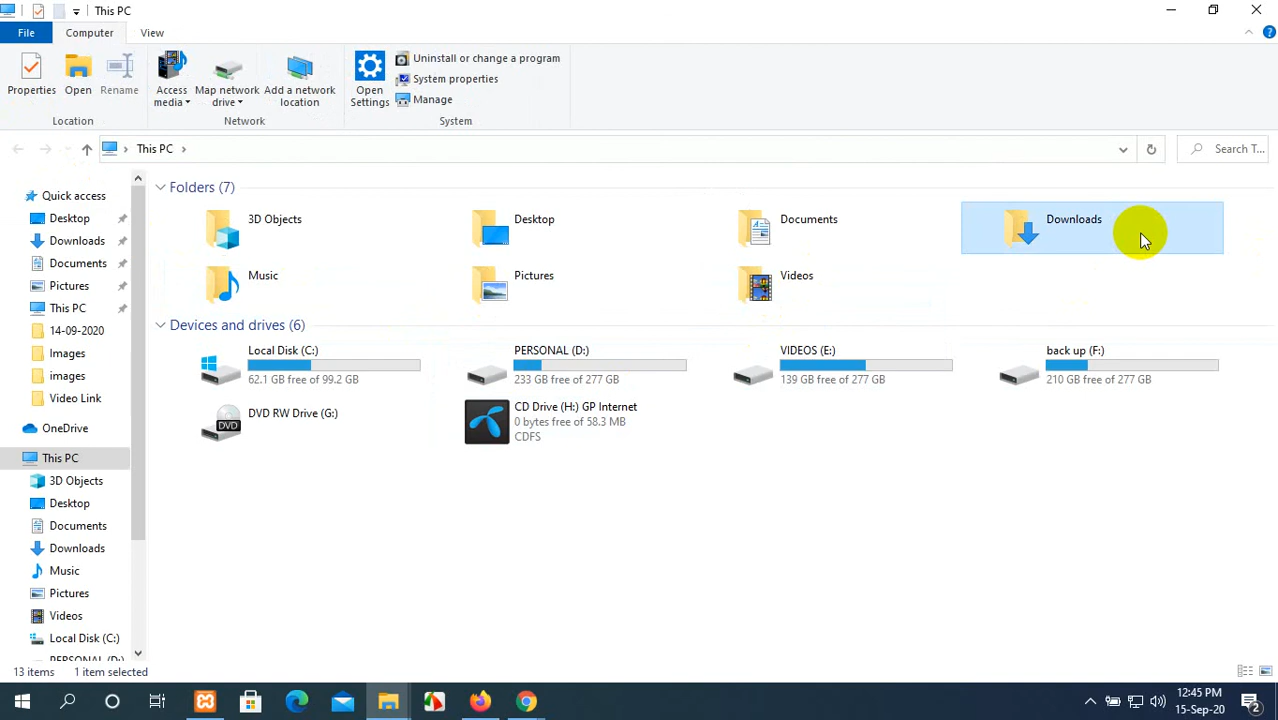 This PC
File Computer View
Properties Open Rename Access media Map network drive Add a network location Open Settings Uninstall or change a program System properties Manage
Location Network System
This PC
Search T...
Quick access
Desktop
Downloads
Documents
Pictures
This PC
14-09-2020
Images
images
Video Link
OneDrive
This PC
3D Objects
Desktop
Documents
Downloads
Music
Pictures
Videos
Local Disk (C:)
PERSONAL (D:)
Folders (7)
3D Objects Desktop Documents Downloads
Music Pictures Videos
Devices and drives (6)
Local Disk (C:)
62.1 GB free of 99.2 GB
PERSONAL (D:)
233 GB free of 277 GB
VIDEOS (E:)
139 GB free of 277 GB
back up (F:)
210 GB free of 277 GB
DVD RW Drive (G:)
DVD
CD Drive (H:) GP Internet
0 bytes free of 58.3 MB
CDFS
13 items 1 item selected
12:45 PM
15-Sep-20
2